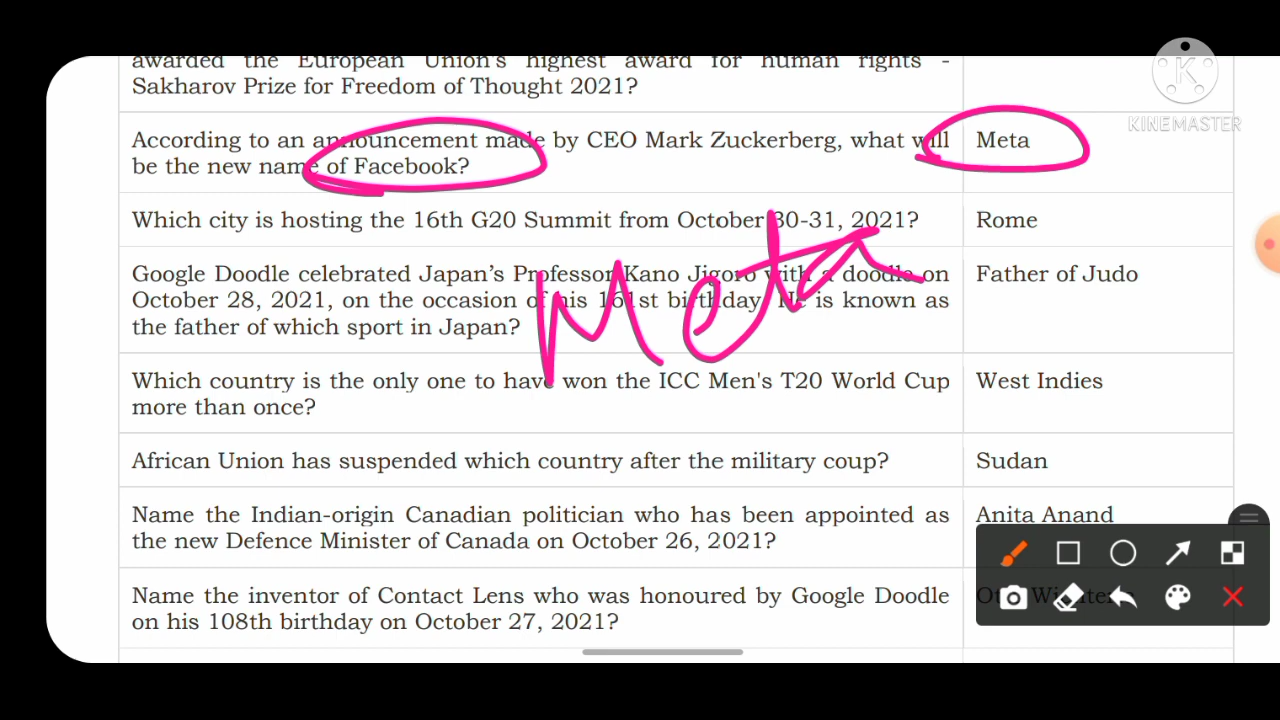 awarded the European Union's highest award for human rights -
Sakharov Prize for Freedom of Thought 2021?
KINEMASTER
According to an announcement made by CEO Mark Zuckerberg, what will
be the new name of Facebook?
Meta
Which city is hosting the 16th G20 Summit from October 30-31, 2021?
Rome
Meta
Google Doodle celebrated Japan's Professor Kano Jigoro with a doodle on
October 28, 2021, on the occasion of his 161st birthday. He is known as
the father of which sport in Japan?
Father of Judo
Which country is the only one to have won the ICC Men's T20 World Cup
more than once?
West Indies
African Union has suspended which country after the military coup?
Sudan
Name the Indian-origin Canadian politician who has been appointed as
the new Defence Minister of Canada on October 26, 2021?
Anita Anand
Name the inventor of Contact Lens who was honoured by Google Doodle
on his 108th birthday on October 27, 2021?